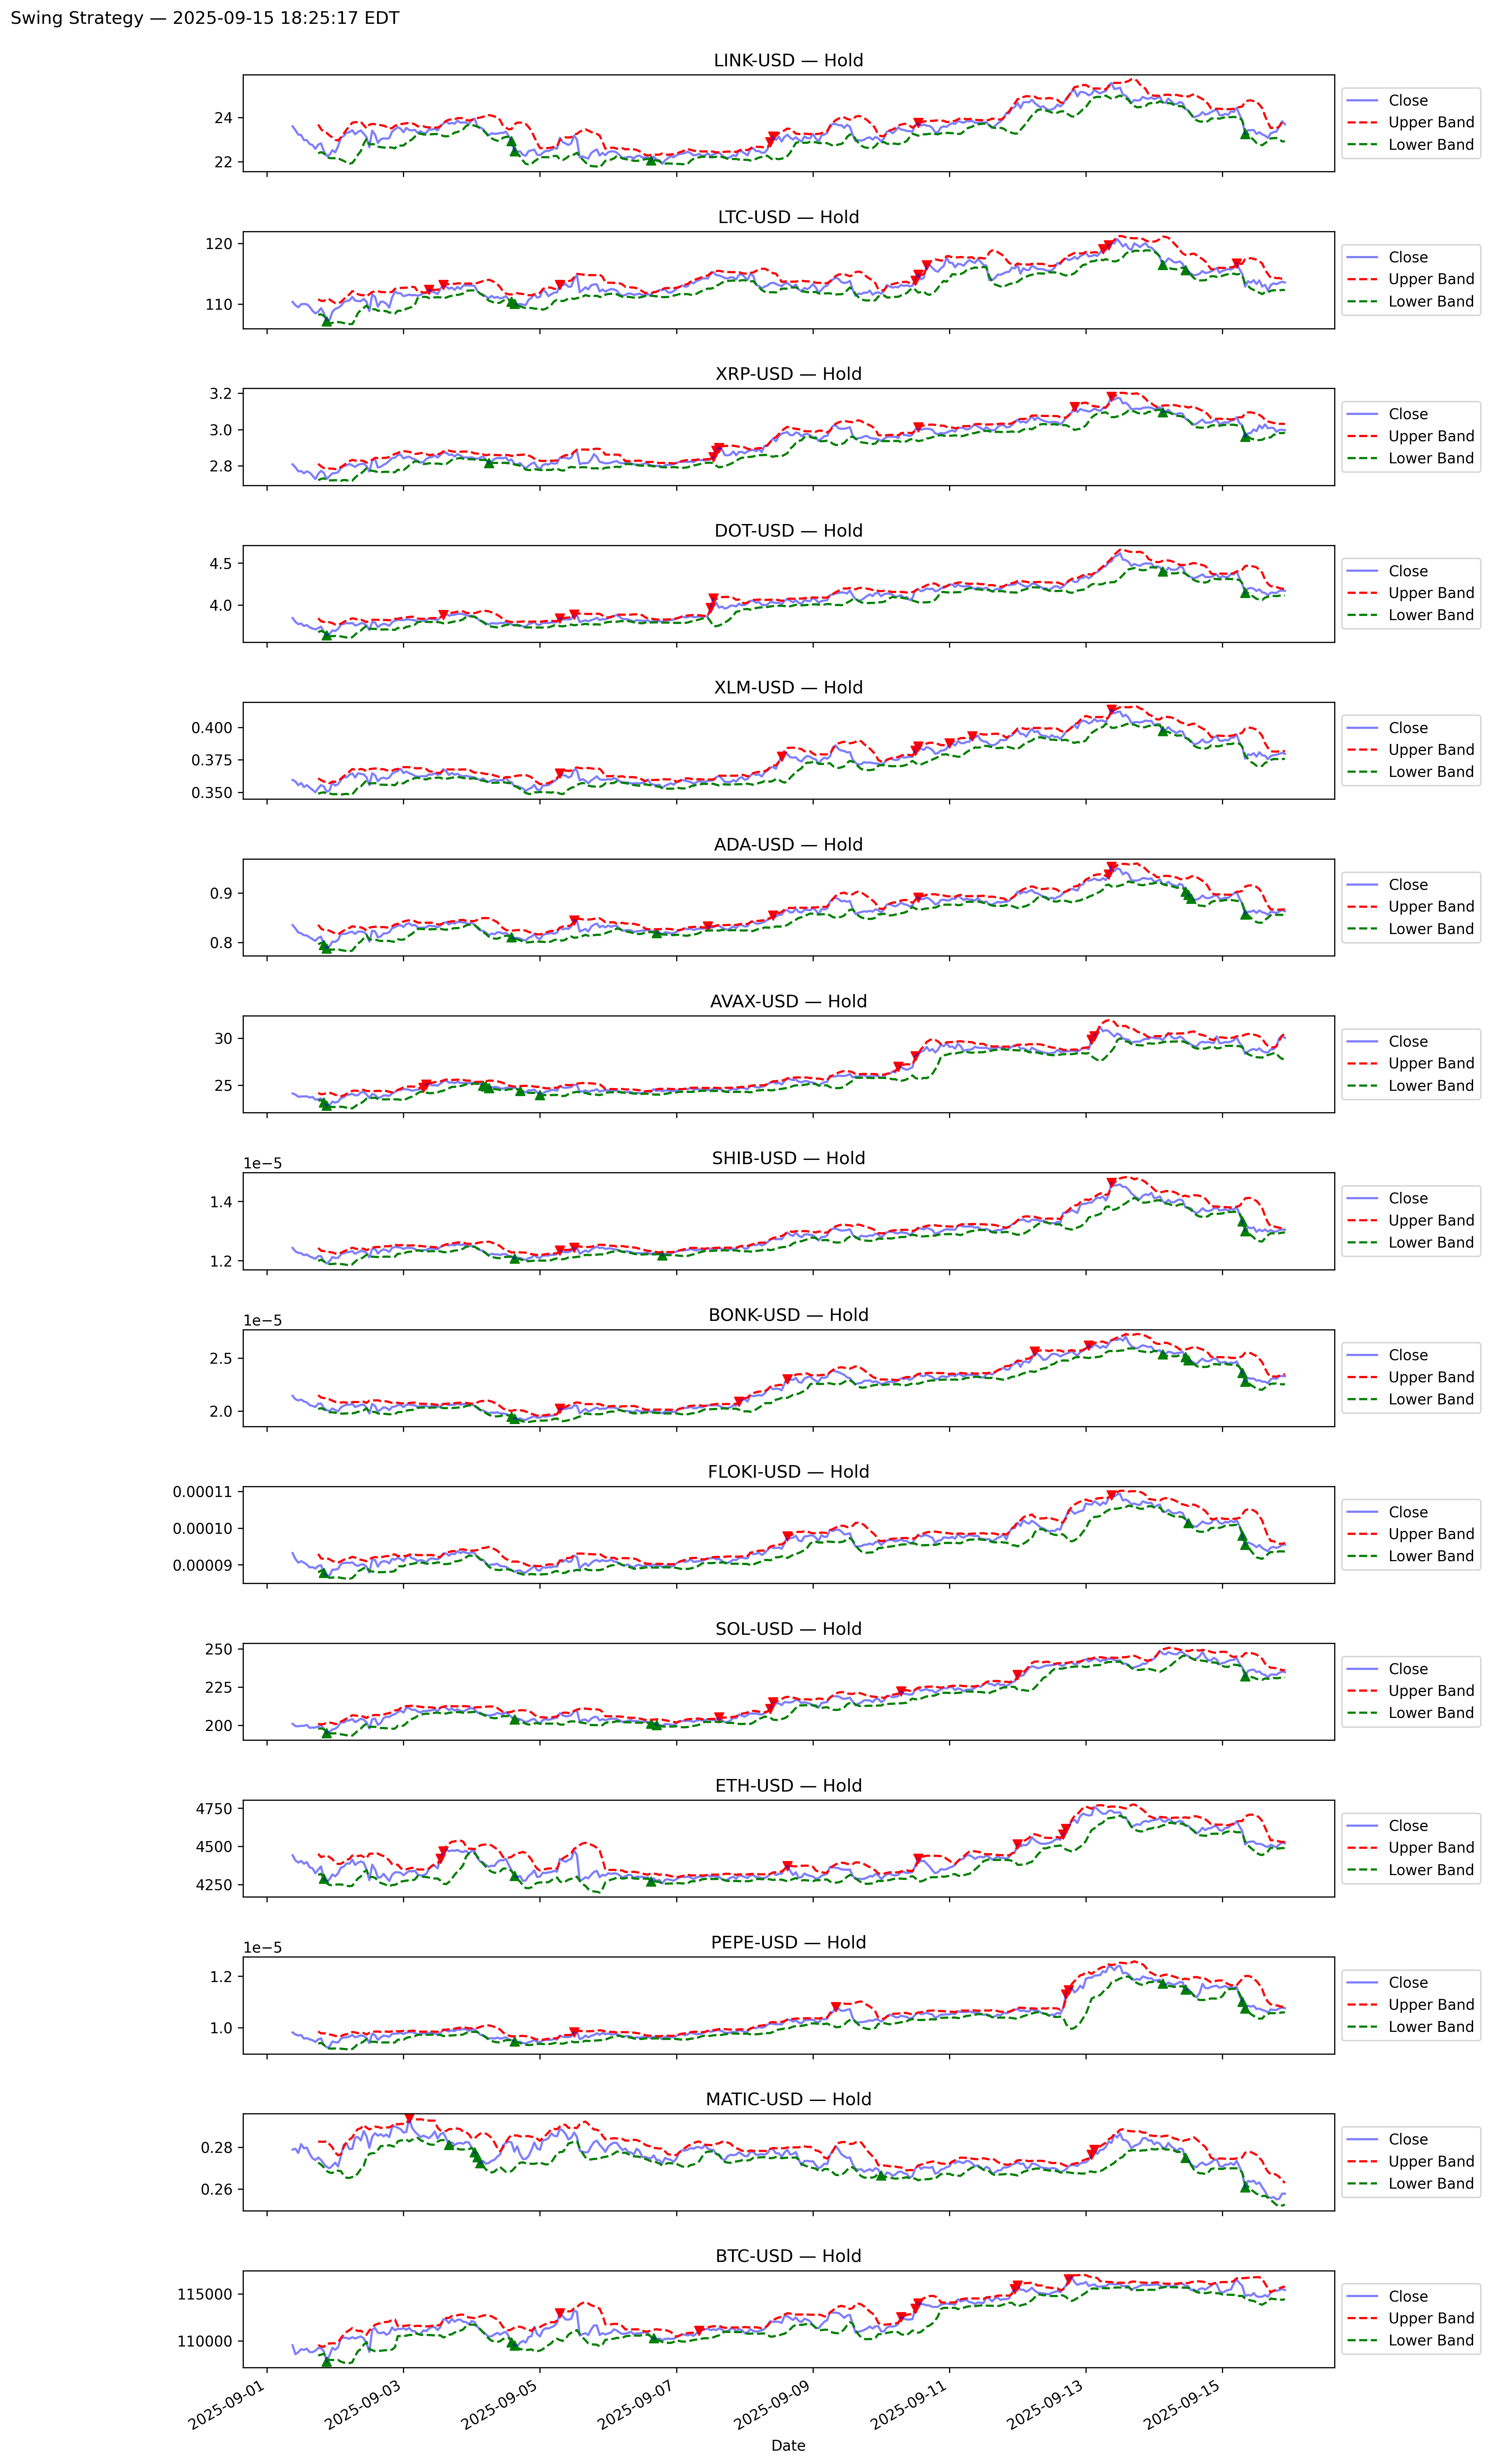 Swing Strategy — 2025-09-15 18:25:17 EDT
LINK-USD — Hold
24
22
Close
Upper Band
Lower Band
LTC-USD — Hold
120
110
Close
Upper Band
Lower Band
XRP-USD — Hold
3.2
3.0
2.8
Close
Upper Band
Lower Band
DOT-USD — Hold
4.5
4.0
Close
Upper Band
Lower Band
XLM-USD — Hold
0.400
0.375
0.350
Close
Upper Band
Lower Band
ADA-USD — Hold
0.9
0.8
Close
Upper Band
Lower Band
AVAX-USD — Hold
30
25
Close
Upper Band
Lower Band
SHIB-USD — Hold
1e−5
1.4
1.2
Close
Upper Band
Lower Band
BONK-USD — Hold
1e−5
2.5
2.0
Close
Upper Band
Lower Band
FLOKI-USD — Hold
0.00011
0.00010
0.00009
Close
Upper Band
Lower Band
SOL-USD — Hold
250
225
200
Close
Upper Band
Lower Band
ETH-USD — Hold
4750
4500
4250
Close
Upper Band
Lower Band
PEPE-USD — Hold
1e−5
1.2
1.0
Close
Upper Band
Lower Band
MATIC-USD — Hold
0.28
0.26
Close
Upper Band
Lower Band
BTC-USD — Hold
115000
110000
Close
Upper Band
Lower Band
2025-09-01
2025-09-03
2025-09-05
2025-09-07
2025-09-09
2025-09-11
2025-09-13
2025-09-15
Date